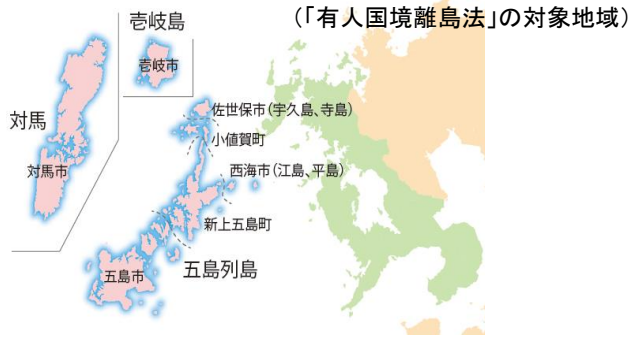 （「有人国境離島法」の対象地域）
壱岐島
壱岐市
対馬
対馬市
佐世保市（宇久島、寺島）
小値賀町
西海市（江島、平島）
新上五島町
五島列島
五島市